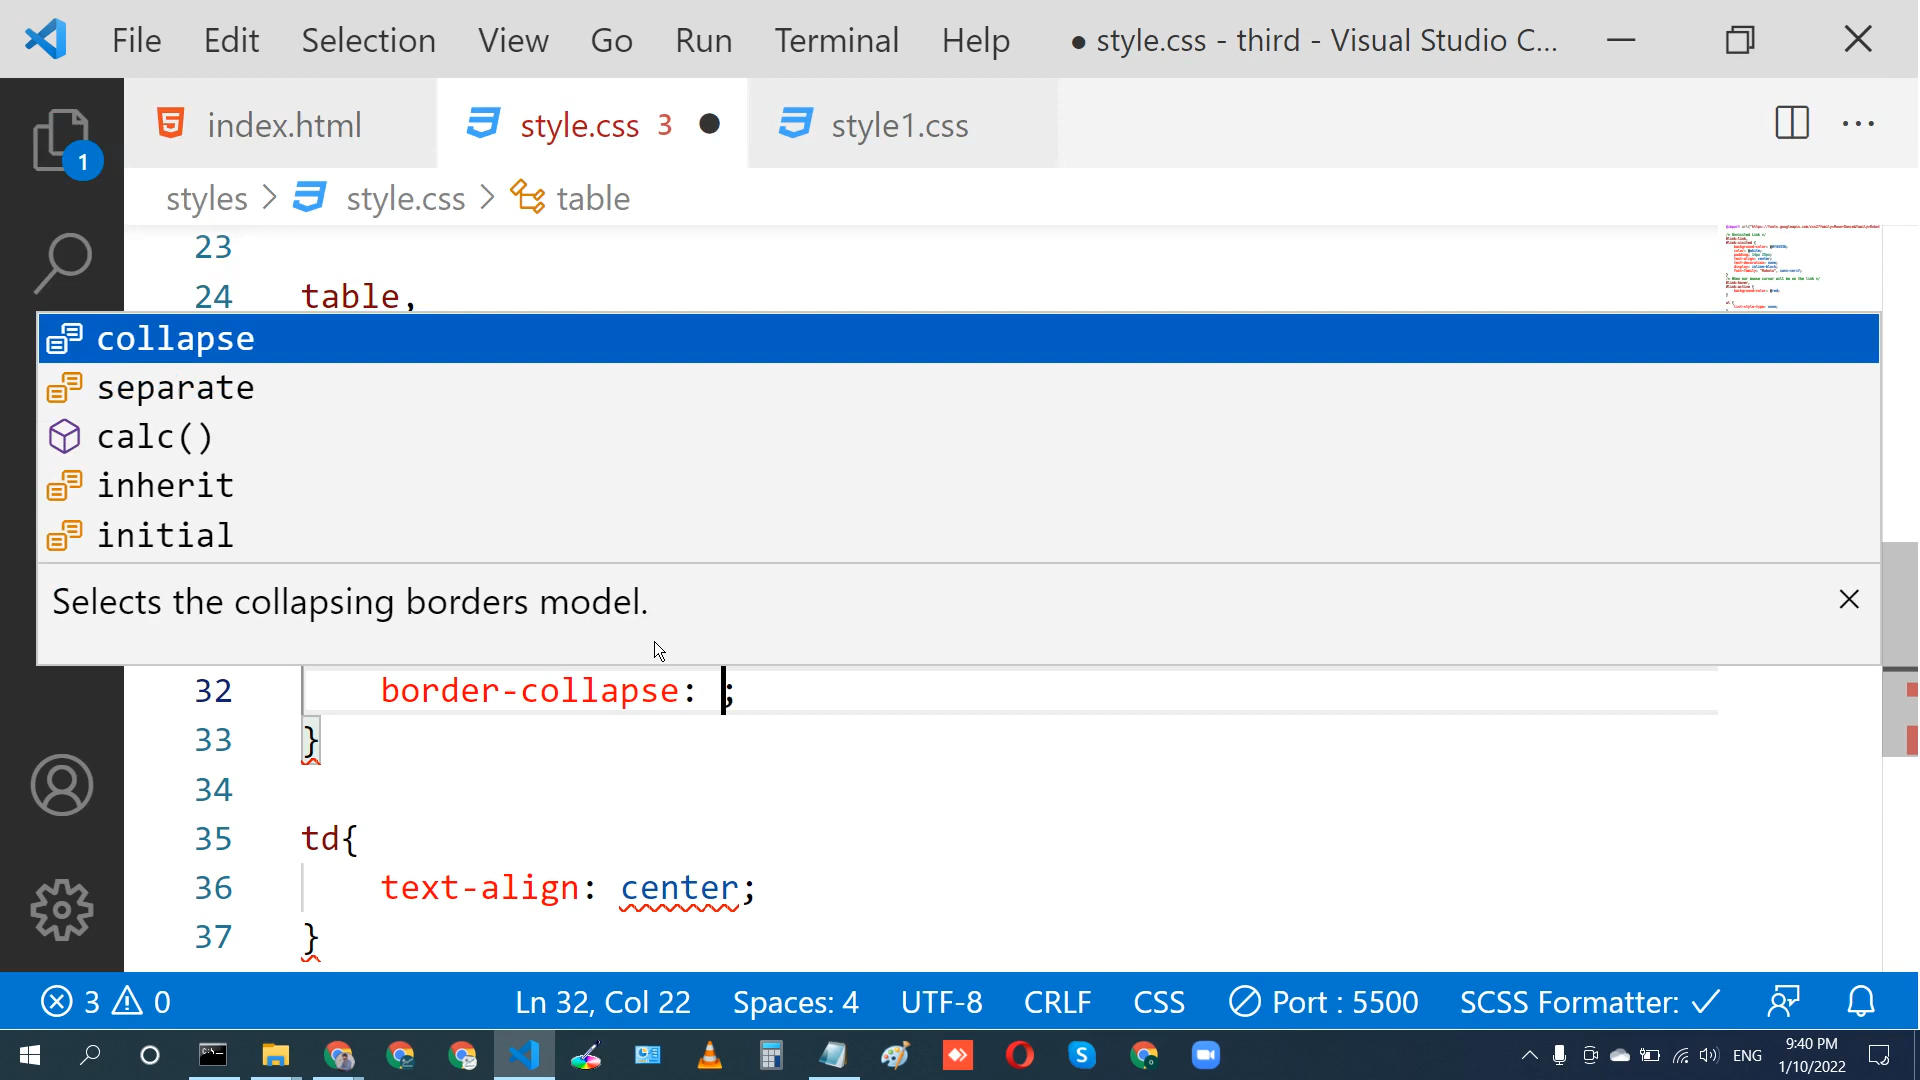 File Edit Selection View Go Run Terminal Help ● style.css - third - Visual Studio C...
index.html style.css 3 style1.css
1
styles > style.css > table
23
24 table,
collapse
separate
calc()
inherit
initial
Selects the collapsing borders model.
32 border-collapse: ;
33 }
34
35 td{
36 text-align: center;
37 }
3 0 Ln 32, Col 22 Spaces: 4 UTF-8 CRLF CSS Port : 5500 SCSS Formatter: ✓
ENG 9:40 PM
1/10/2022